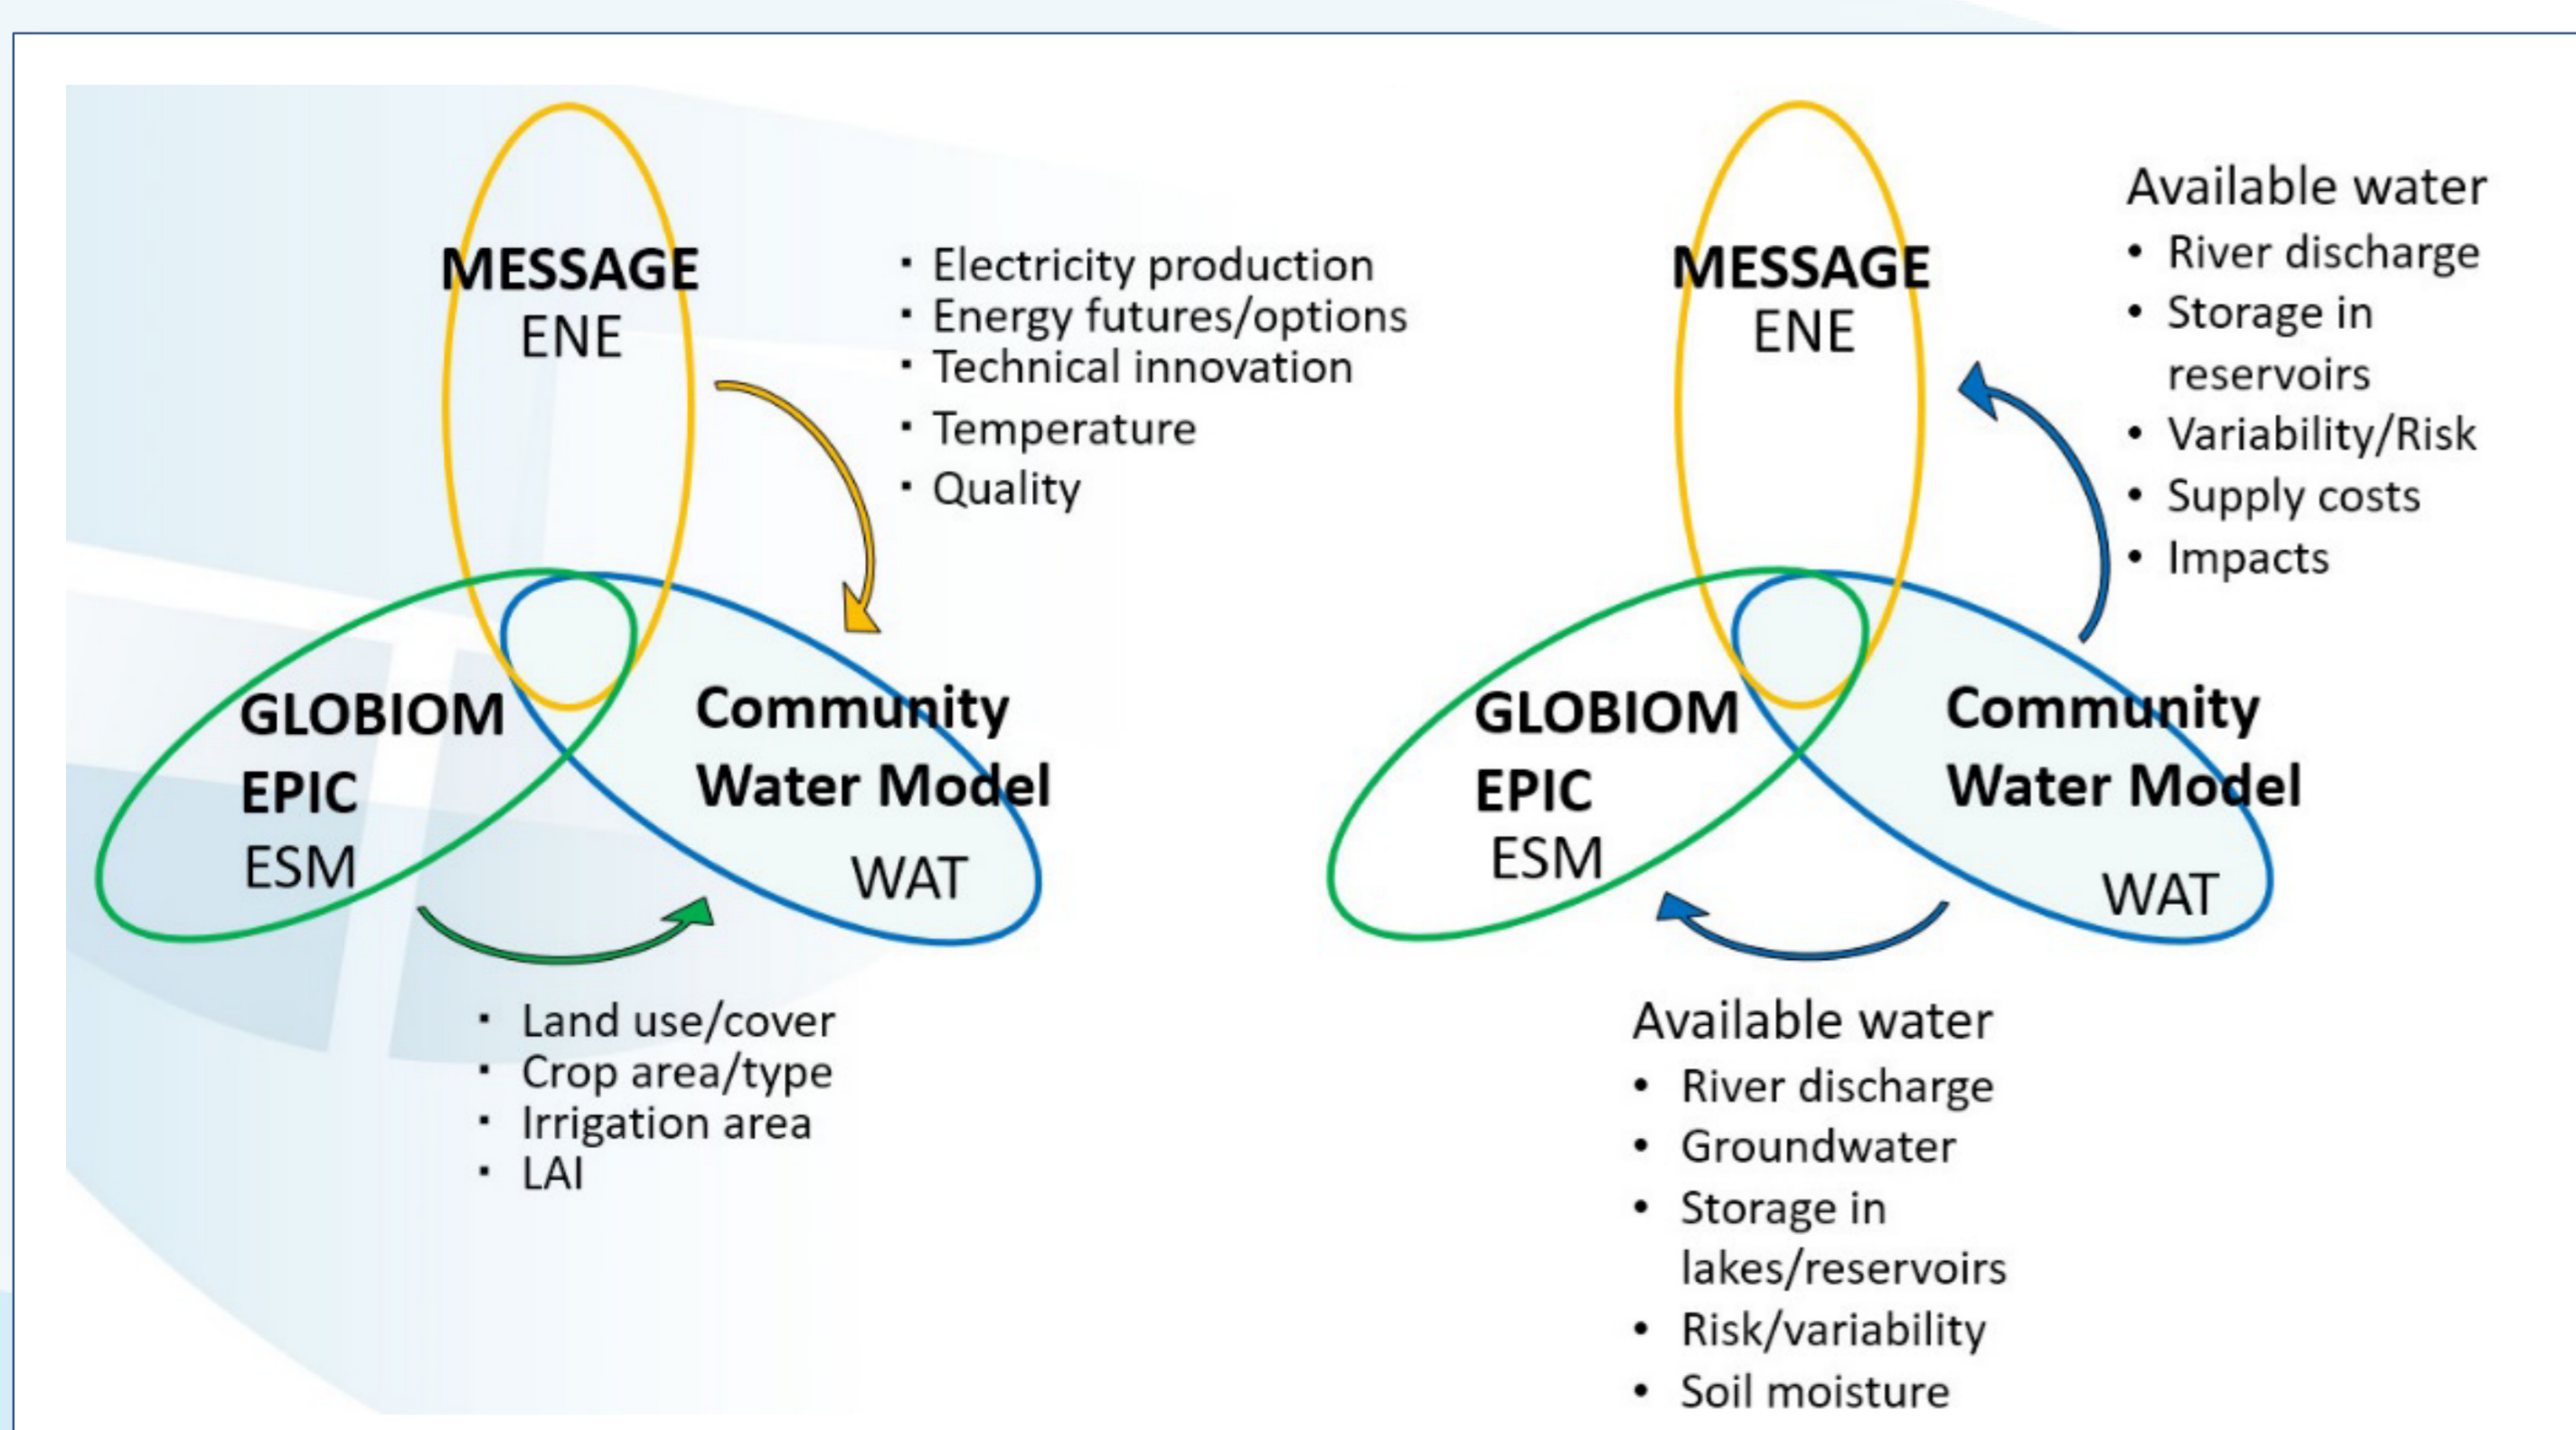 MESSAGE
ENE
▪ Electricity production
▪ Energy futures/options
▪ Technical innovation
▪ Temperature
▪ Quality
GLOBIOM
EPIC
ESM
Community
Water Model
WAT
▪ Land use/cover
▪ Crop area/type
▪ Irrigation area
▪ LAI
MESSAGE
ENE
Available water
• River discharge
• Storage in
reservoirs
• Variability/Risk
• Supply costs
• Impacts
GLOBIOM
EPIC
ESM
Community
Water Model
WAT
Available water
• River discharge
• Groundwater
• Storage in
lakes/reservoirs
• Risk/variability
• Soil moisture